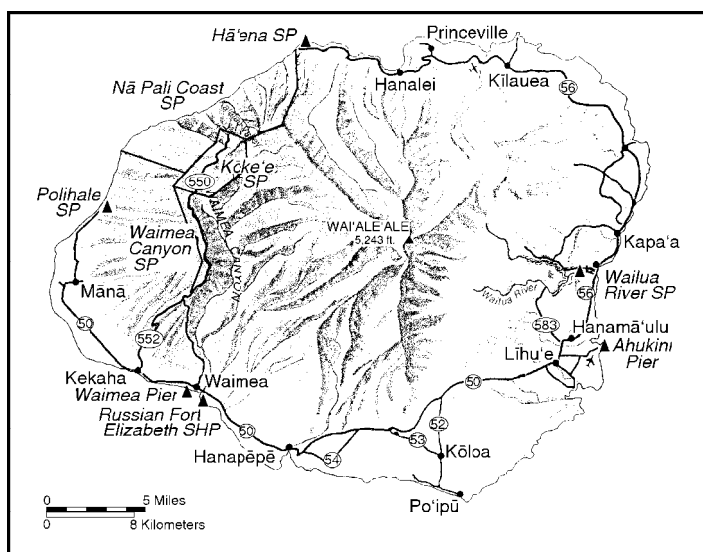 Hā'ena SP
Princeville
Hanalei
Kīlauea
56
Nā Pali Coast
SP
Kōke'e
SP
550
Polihale
SP
Waimea
Canyon
SP
WAIMEA CANYON
WAI'ALE'ALE
5,243 ft.
Kapa'a
Wailua
River SP
Wailua River
56
Mānā
50
552
583
Hanamā'ulu
Ahukini
Pier
Līhu'e
Kekaha
Waimea Pier
Waimea
Russian Fort
Elizabeth SHP
50
50
52
53
54
Hanapēpē
Kōloa
Po'ipū
0 5 Miles
0 8 Kilometers